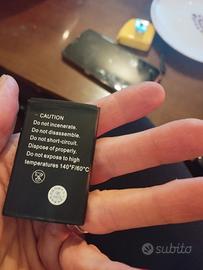 CAUTION
Do not incenerate.
Do not disassemble.
Do not short-circuit.
Dispose of properly.
Do not expose to high
temperatures 140°F/60°C
subito